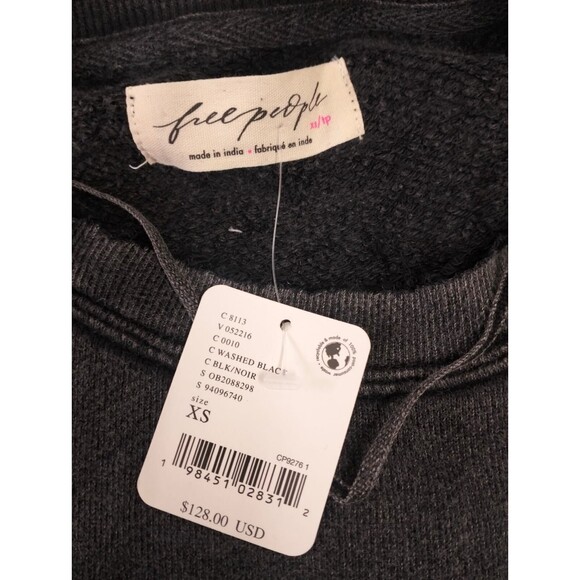 free people
xs/tp
made in india • fabriqué en inde
C 8113
V 052216
C 0010
C WASHED BLACK
C BLK/NOIR
S OB2088298
S 94096740
size
XS
CP9276 1
1 98451 02831 2
$128.00 USD